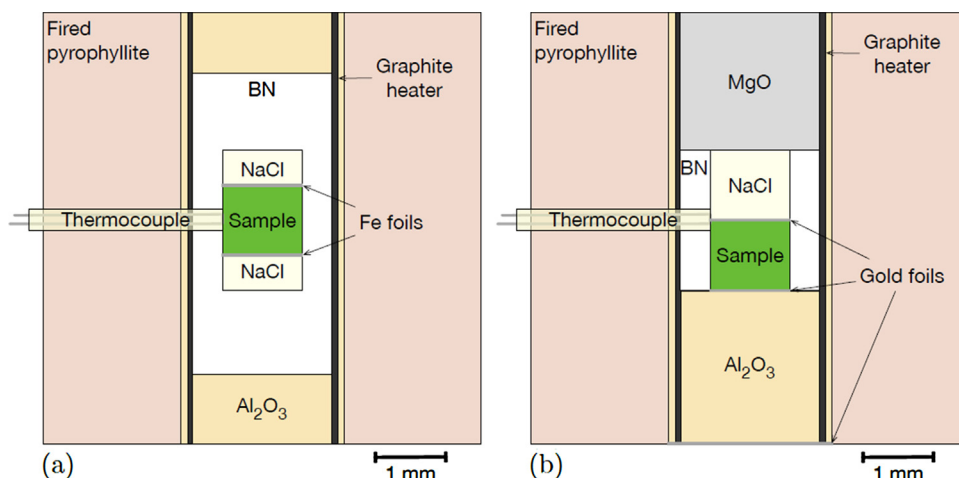 Fired
pyrophyllite
BN
Graphite
heater
NaCl
Thermocouple
Sample
Fe foils
NaCl
Al₂O₃
(a)
1 mm
Fired
pyrophyllite
MgO
Graphite
heater
BN
NaCl
Thermocouple
Sample
Gold foils
Al₂O₃
(b)
1 mm